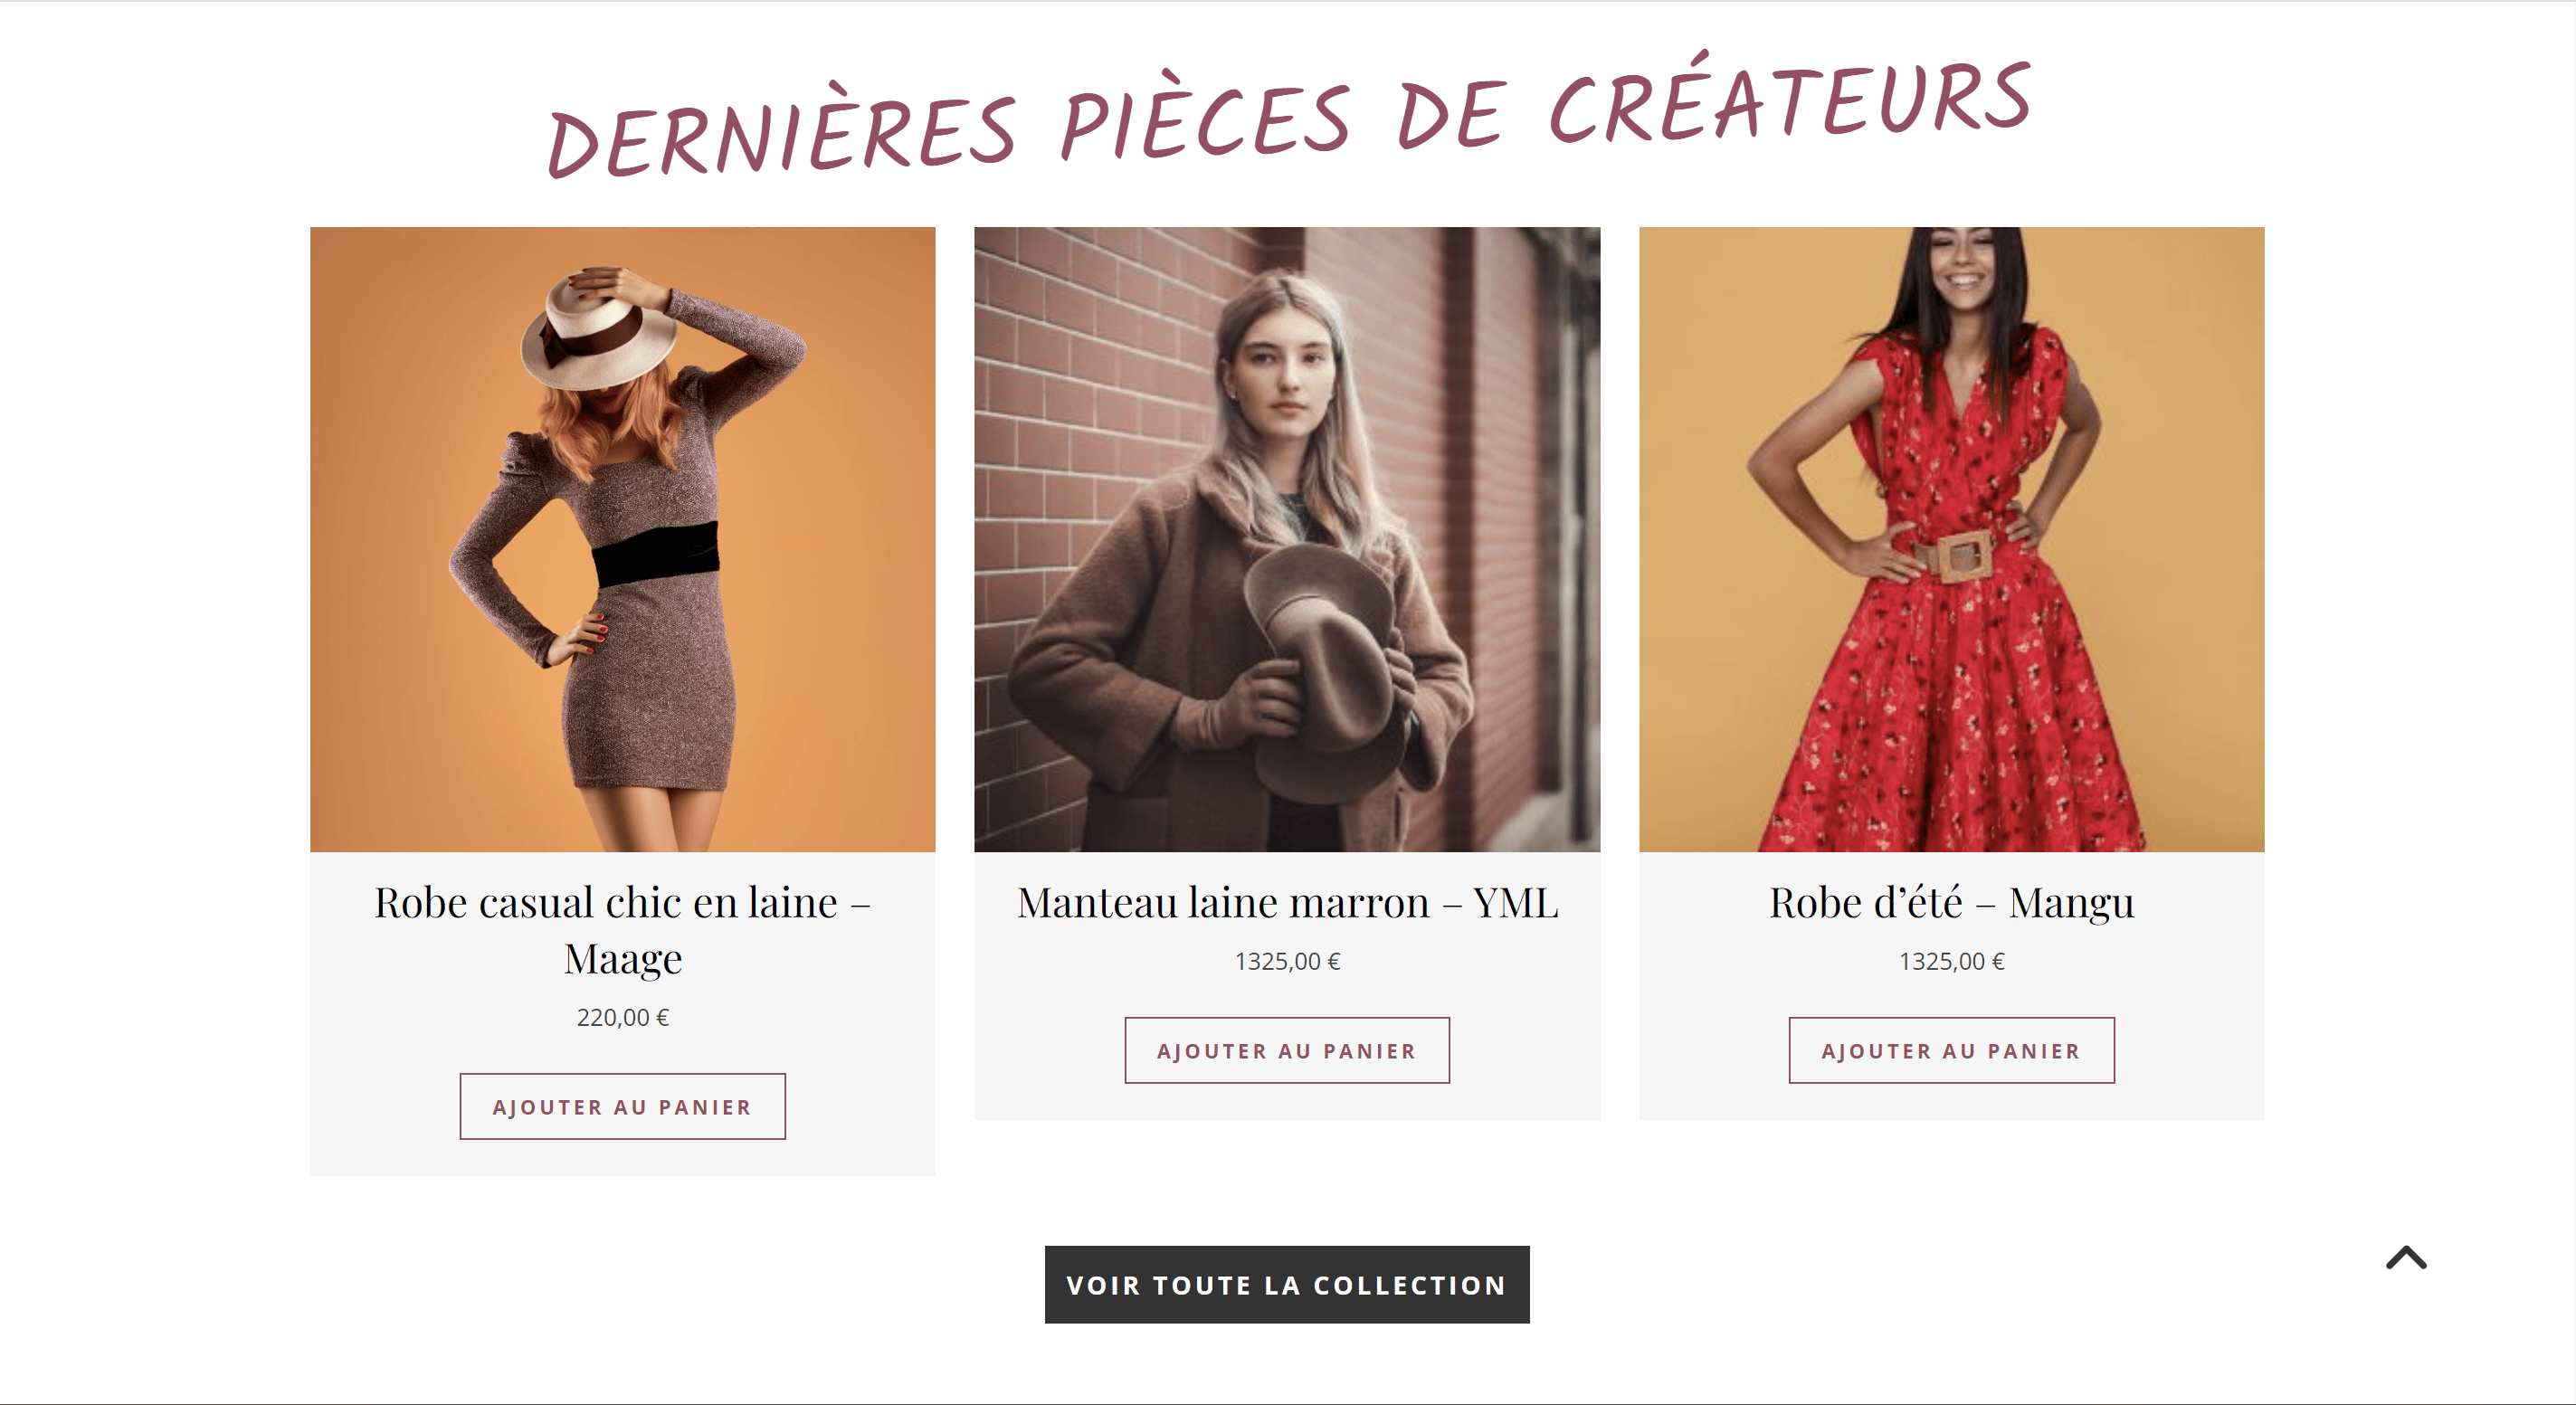 DERNIÈRES PIÈCES DE CRÉATEURS
Robe casual chic en laine –
Maage
220,00 €
AJOUTER AU PANIER
Manteau laine marron – YML
1325,00 €
AJOUTER AU PANIER
Robe d’été – Mangu
1325,00 €
AJOUTER AU PANIER
VOIR TOUTE LA COLLECTION